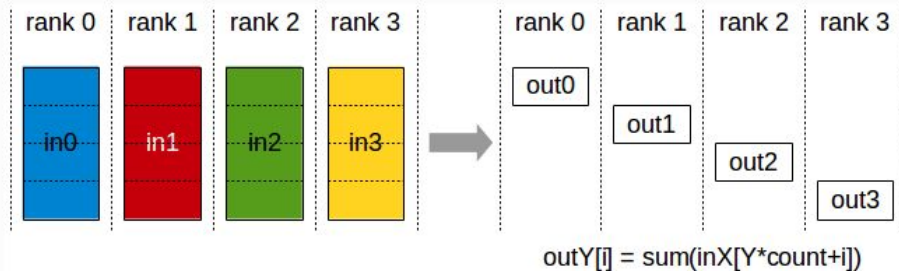 rank 0 rank 1 rank 2 rank 3 rank 0 rank 1 rank 2 rank 3
in0 in1 in2 in3
out0
out1
out2
out3
outY[i] = sum(inX[Y*count+i])